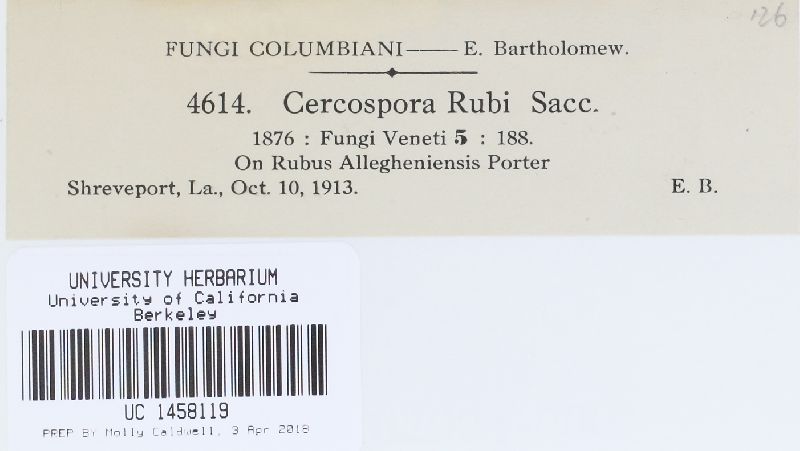 126
FUNGI COLUMBIANI—E. Bartholomew.
4614. Cercospora Rubi Sacc.
1876 : Fungi Veneti 5 : 188.
On Rubus Allegheniensis Porter
Shreveport, La., Oct. 10, 1913. E. B.
UNIVERSITY HERBARIUM
University of California
Berkeley
UC 1458119
PREP BY Molly Caldwell, 3 Apr 2018